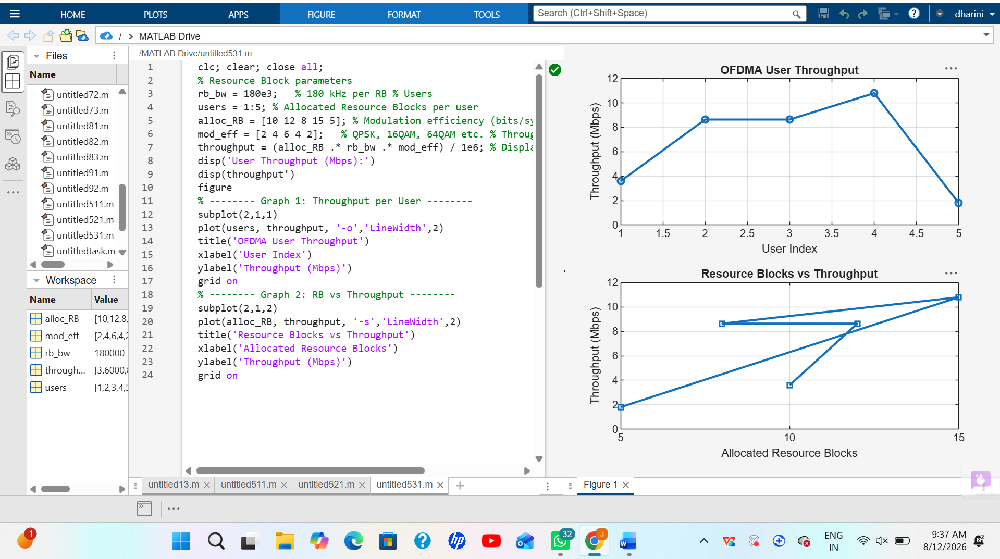 HOME PLOTS APPS FIGURE FORMAT TOOLS Search (Ctrl+Shift+Space) ? dharini
/ > MATLAB Drive
Files
Name
untitled72.m
untitled73.m
untitled81.m
untitled82.m
untitled83.m
untitled91.m
untitled92.m
untitled511.m
untitled521.m
untitled531.m
untitledtask.m
Workspace
Name Value
alloc_RB [10,12,8,
mod_eff [2,4,6,4,2
rb_bw 180000
through... [3.6000,8
users [1,2,3,4,5
/MATLAB Drive/untitled531.m
1 clc; clear; close all;
2 % Resource Block parameters
3 rb_bw = 180e3;   % 180 kHz per RB % Users
4 users = 1:5; % Allocated Resource Blocks per user
5 alloc_RB = [10 12 8 15 5]; % Modulation efficiency (bits/sy
6 mod_eff = [2 4 6 4 2];   % QPSK, 16QAM, 64QAM etc. % Throug
7 throughput = (alloc_RB .* rb_bw .* mod_eff) / 1e6; % Displa
8 disp('User Throughput (Mbps):')
9 disp(throughput')
10 figure
11 % -------- Graph 1: Throughput per User --------
12 subplot(2,1,1)
13 plot(users, throughput, '-o','LineWidth',2)
14 title('OFDMA User Throughput')
15 xlabel('User Index')
16 ylabel('Throughput (Mbps)')
17 grid on
18 % -------- Graph 2: RB vs Throughput --------
19 subplot(2,1,2)
20 plot(alloc_RB, throughput, '-s','LineWidth',2)
21 title('Resource Blocks vs Throughput')
22 xlabel('Allocated Resource Blocks')
23 ylabel('Throughput (Mbps)')
24 grid on
untitled13.m untitled511.m untitled521.m untitled531.m
OFDMA User Throughput
Throughput (Mbps)
12
10
8
6
4
2
0
1 1.5 2 2.5 3 3.5 4 4.5 5
User Index
Resource Blocks vs Throughput
Throughput (Mbps)
12
10
8
6
4
2
0
5 10 15
Allocated Resource Blocks
Figure 1
1
hp
32
J
W
ENG
IN
9:37 AM
8/12/2026